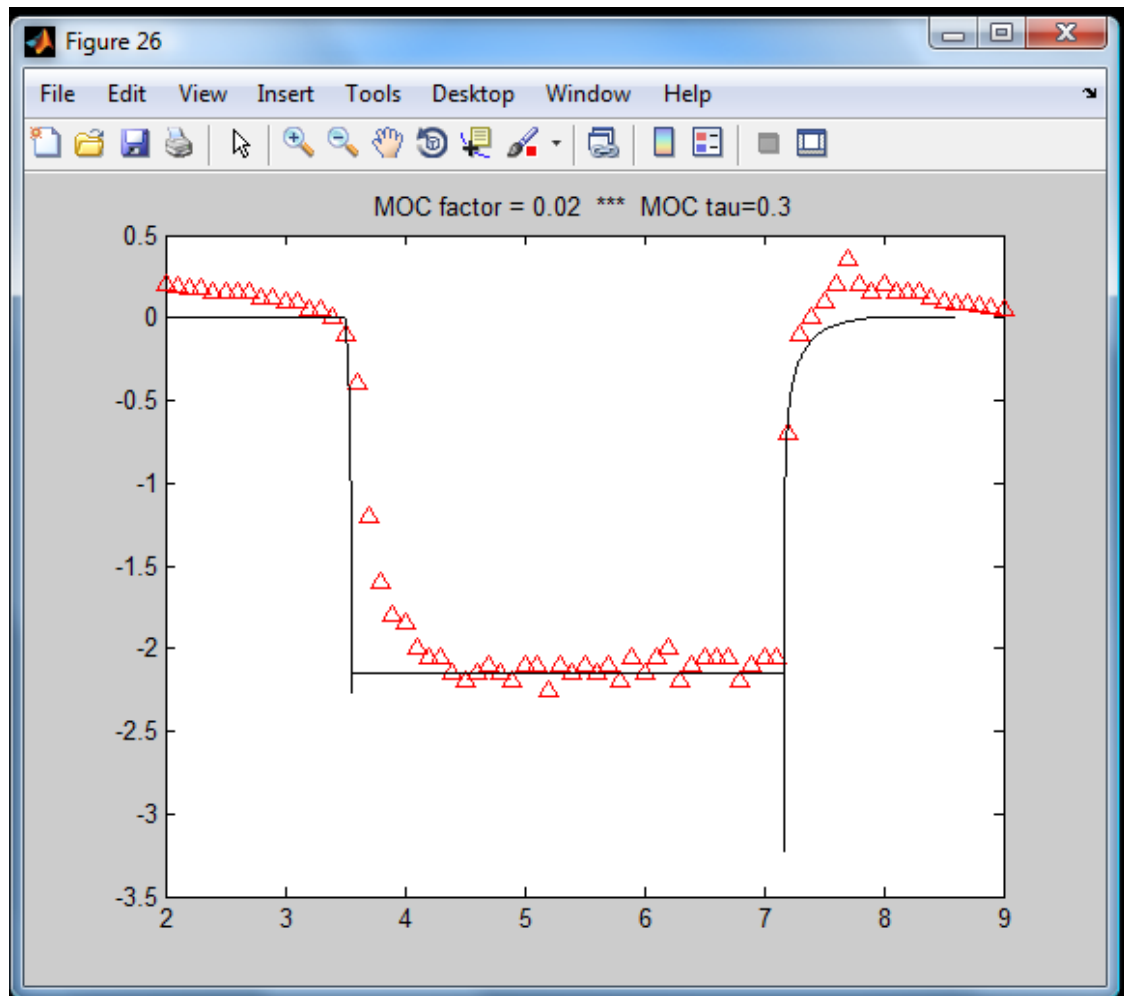 Figure 26
File Edit View Insert Tools Desktop Window Help
MOC factor = 0.02 *** MOC tau=0.3
0.5
0
-0.5
-1
-1.5
-2
-2.5
-3
-3.5
2 3 4 5 6 7 8 9